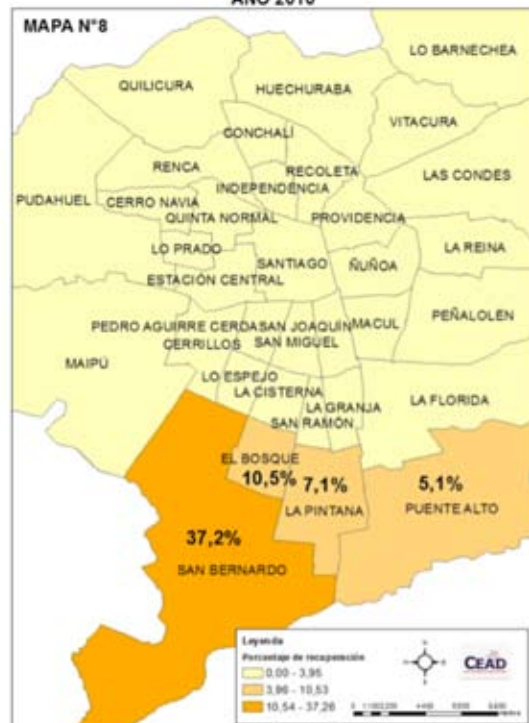 AÑO 2010
MAPA N°8
LO BARNECHEA
QUILICURA
HUECHURABA
VITACURA
CONCHALÍ
RENCA
RECOLETA
LAS CONDES
INDEPENDENCIA
PUDAHUEL
CERRO NAVIA
QUINTA NORMAL
PROVIDENCIA
LO PRADO
LA REINA
SANTIAGO
ÑUÑOA
ESTACIÓN CENTRAL
PEÑALOLEN
PEDRO AGUIRRE CERDA
SAN JOAQUÍN
MACUL
CERRILLOS
SAN MIGUEL
MAIPÚ
LO ESPEJO
LA CISTERNA
LA GRANJA
LA FLORIDA
SAN RAMÓN
EL BOSQUE
10,5%
7,1%
5,1%
LA PINTANA
PUENTE ALTO
37,2%
SAN BERNARDO
Leyenda
Porcentaje de recuperación
0,00 - 3,95
3,96 - 10,53
10,54 - 37,26
CEAD